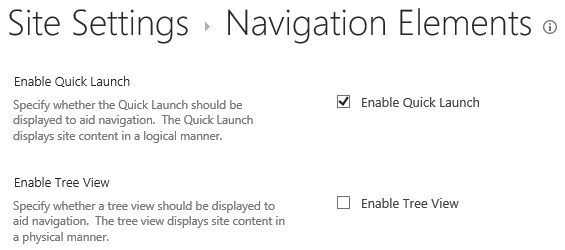 Site Settings ▸ Navigation Elements ⓘ
Enable Quick Launch
Specify whether the Quick Launch should be
displayed to aid navigation.  The Quick Launch
displays site content in a logical manner.
Enable Quick Launch
Enable Tree View
Specify whether a tree view should be displayed to
aid navigation.  The tree view displays site content in
a physical manner.
Enable Tree View